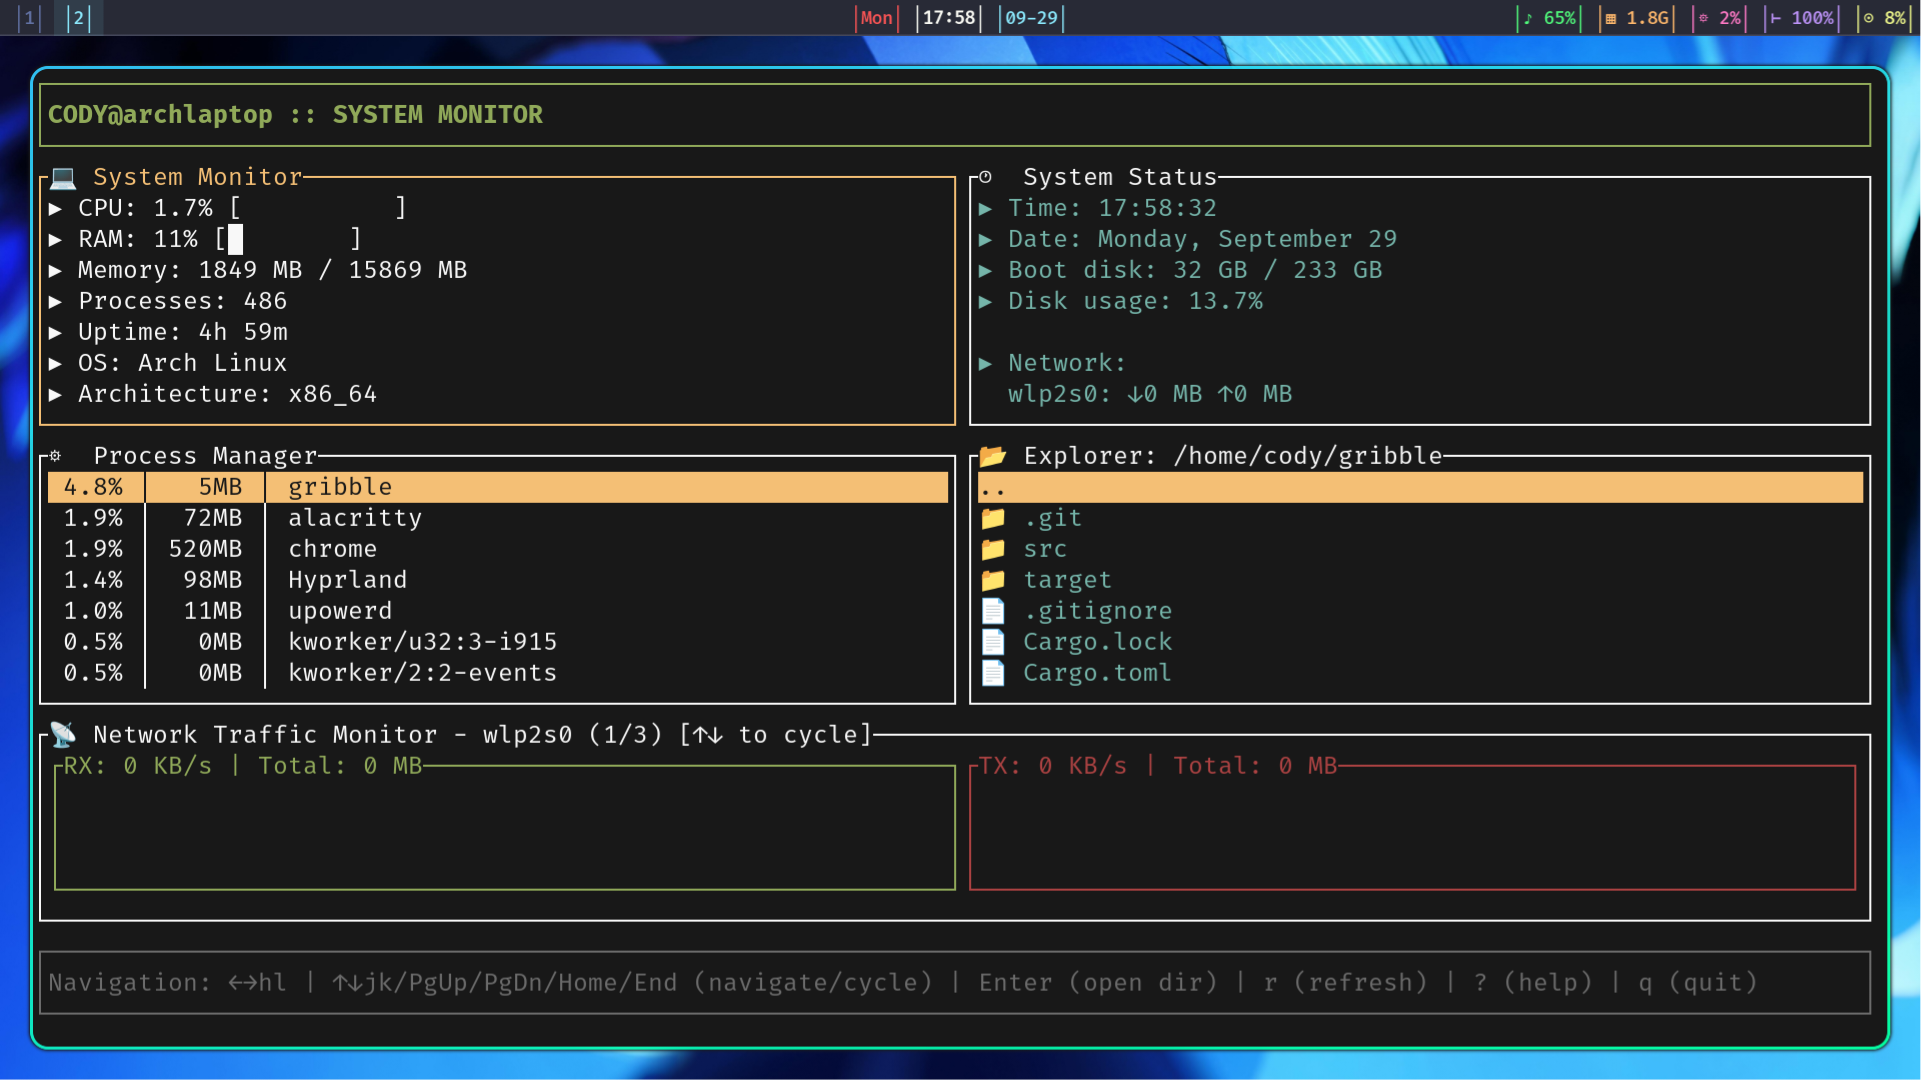 1 2 Mon 17:58 09-29 ♪ 65% 1.8G 2% 100% 8%
CODY@archlaptop :: SYSTEM MONITOR
System Monitor
▶ CPU: 1.7% [ ]
▶ RAM: 11% [█ ]
▶ Memory: 1849 MB / 15869 MB
▶ Processes: 486
▶ Uptime: 4h 59m
▶ OS: Arch Linux
▶ Architecture: x86_64
System Status
▶ Time: 17:58:32
▶ Date: Monday, September 29
▶ Boot disk: 32 GB / 233 GB
▶ Disk usage: 13.7%
▶ Network:
wlp2s0: ↓0 MB ↑0 MB
Process Manager
4.8% │ 5MB │ gribble
1.9% │ 72MB │ alacritty
1.9% │ 520MB │ chrome
1.4% │ 98MB │ Hyprland
1.0% │ 11MB │ upowerd
0.5% │ 0MB │ kworker/u32:3-i915
0.5% │ 0MB │ kworker/2:2-events
Explorer: /home/cody/gribble
..
.git
src
target
.gitignore
Cargo.lock
Cargo.toml
Network Traffic Monitor - wlp2s0 (1/3) [↑↓ to cycle]
RX: 0 KB/s | Total: 0 MB
TX: 0 KB/s | Total: 0 MB
Navigation: ←→hl | ↑↓jk/PgUp/PgDn/Home/End (navigate/cycle) | Enter (open dir) | r (refresh) | ? (help) | q (quit)